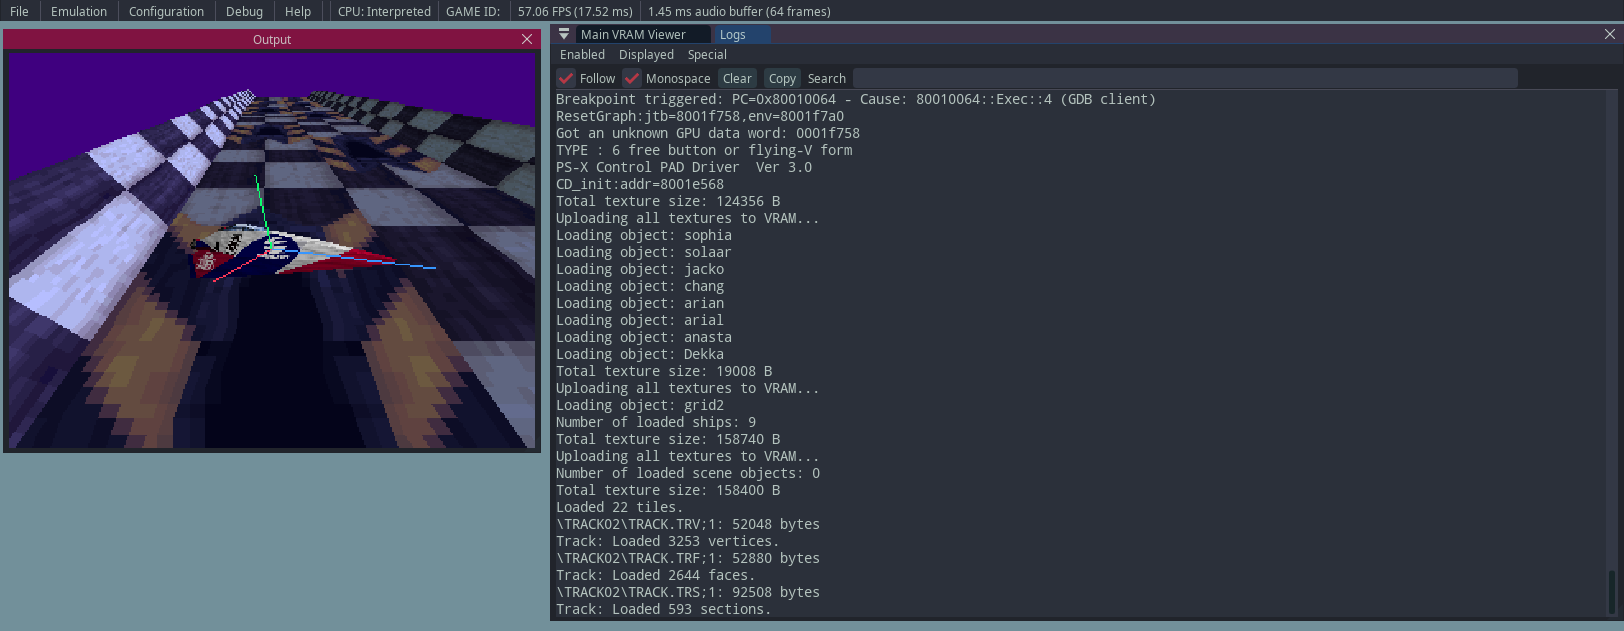 File Emulation Configuration Debug Help CPU: Interpreted GAME ID: 57.06 FPS (17.52 ms) 1.45 ms audio buffer (64 frames)
Output
Main VRAM Viewer Logs
Enabled Displayed Special
Follow Monospace Clear Copy Search
Breakpoint triggered: PC=0x80010064 - Cause: 80010064::Exec::4 (GDB client)
ResetGraph:jtb=8001f758,env=8001f7a0
Got an unknown GPU data word: 0001f758
TYPE : 6 free button or flying-V form
PS-X Control PAD Driver  Ver 3.0
CD_init:addr=8001e568
Total texture size: 124356 B
Uploading all textures to VRAM...
Loading object: sophia
Loading object: solaar
Loading object: jacko
Loading object: chang
Loading object: arian
Loading object: arial
Loading object: anasta
Loading object: Dekka
Total texture size: 19008 B
Uploading all textures to VRAM...
Loading object: grid2
Number of loaded ships: 9
Total texture size: 158740 B
Uploading all textures to VRAM...
Number of loaded scene objects: 0
Total texture size: 158400 B
Loaded 22 tiles.
\TRACK02\TRACK.TRV;1: 52048 bytes
Track: Loaded 3253 vertices.
\TRACK02\TRACK.TRF;1: 52880 bytes
Track: Loaded 2644 faces.
\TRACK02\TRACK.TRS;1: 92508 bytes
Track: Loaded 593 sections.